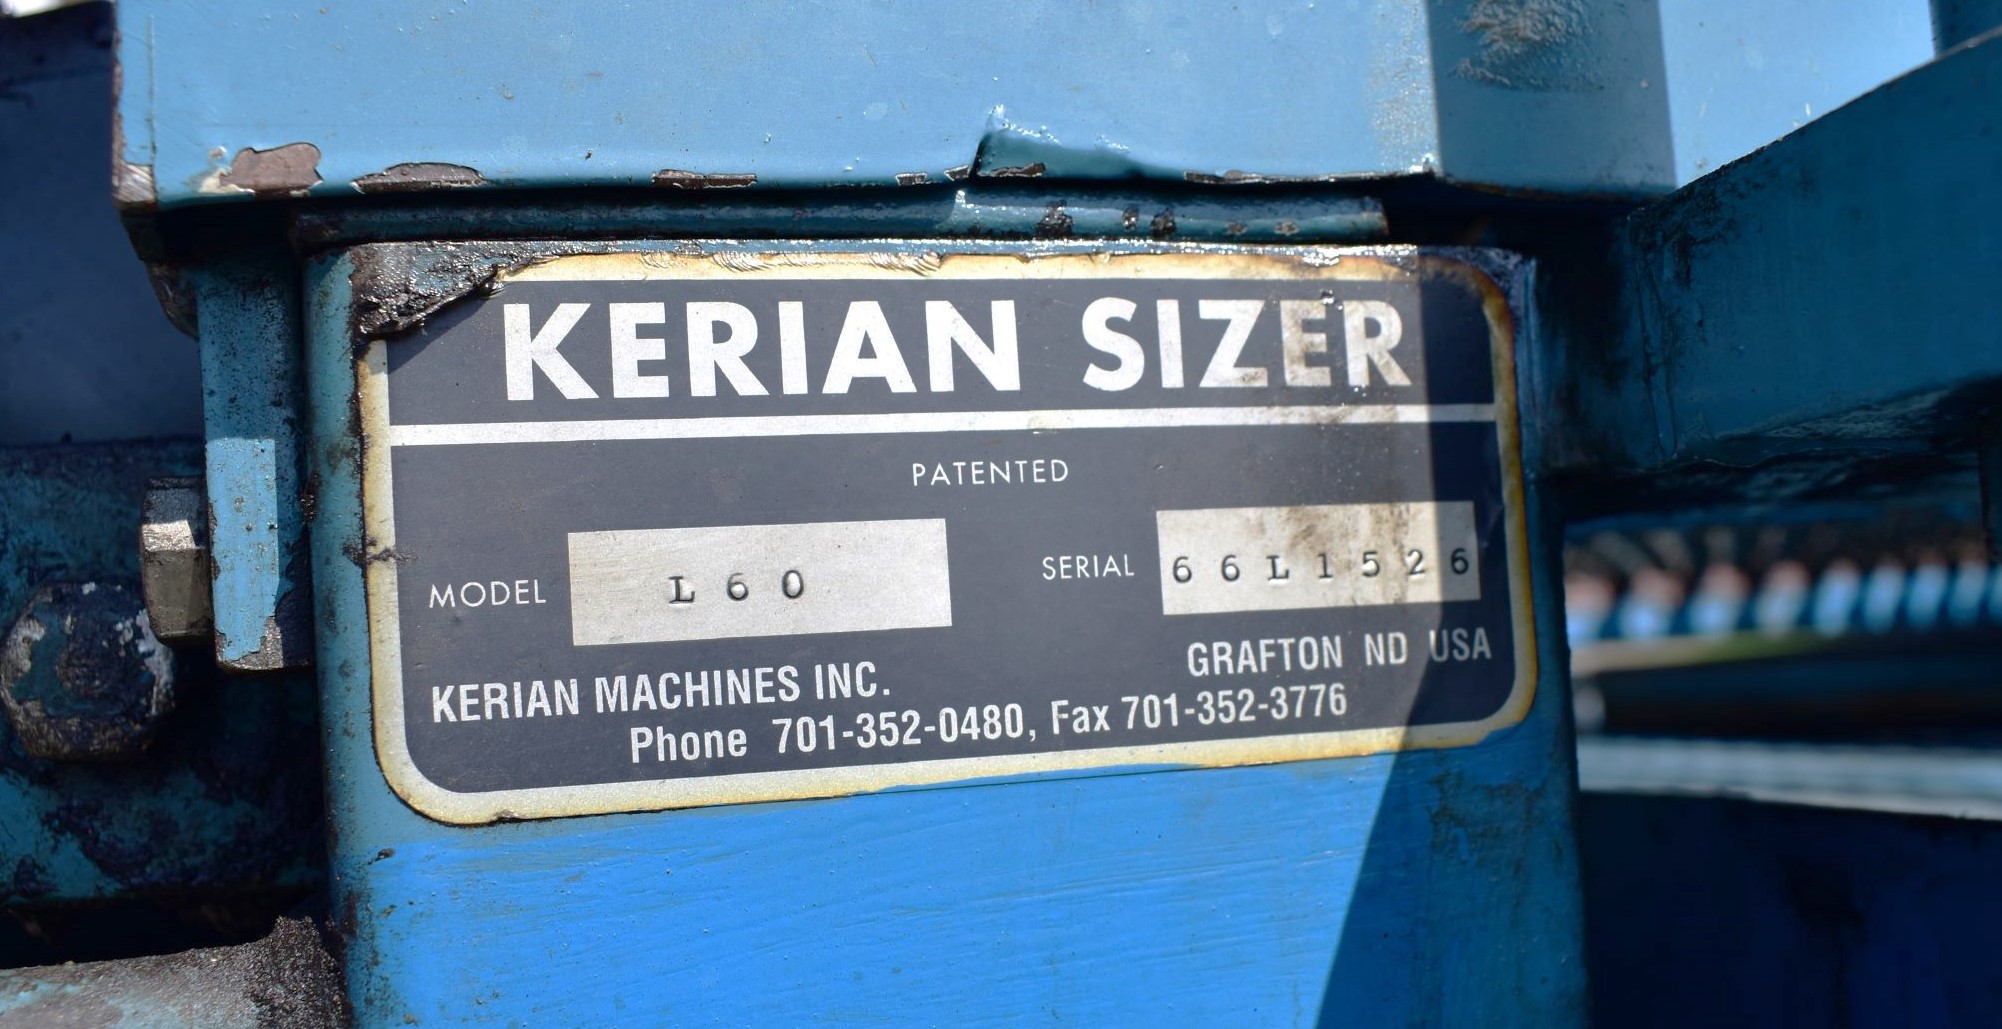 KERIAN SIZER
PATENTED
MODEL L60 SERIAL 66L1526
KERIAN MACHINES INC. GRAFTON ND USA
Phone 701-352-0480, Fax 701-352-3776